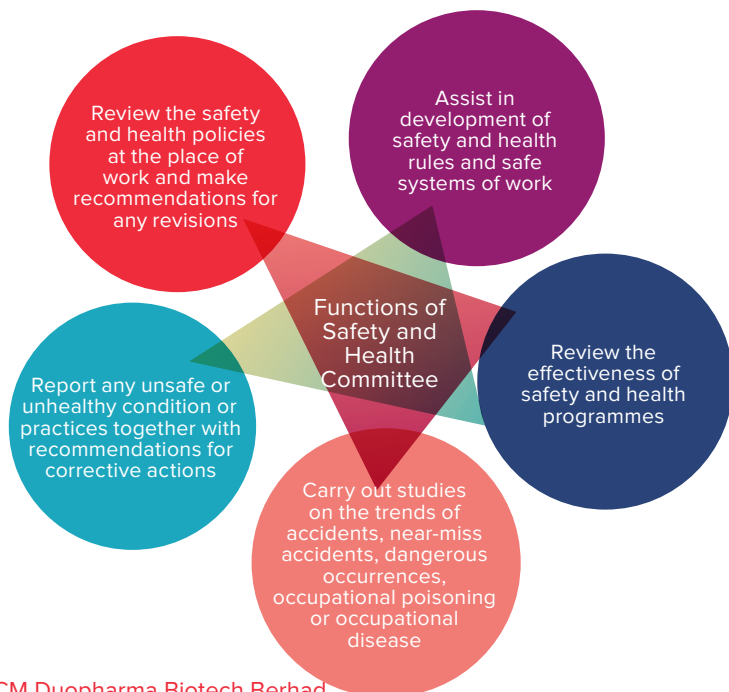 Review the safety
and health policies
at the place of
work and make
recommendations for
any revisions
Assist in
development of
safety and health
rules and safe
systems of work
Functions of
Safety and
Health
Committee
Review the
effectiveness of
safety and health
programmes
Report any unsafe or
unhealthy condition or
practices together with
recommendations for
corrective actions
Carry out studies
on the trends of
accidents, near-miss
accidents, dangerous
occurrences,
occupational poisoning
or occupational
disease
CM Duopharma Biotech Berhad